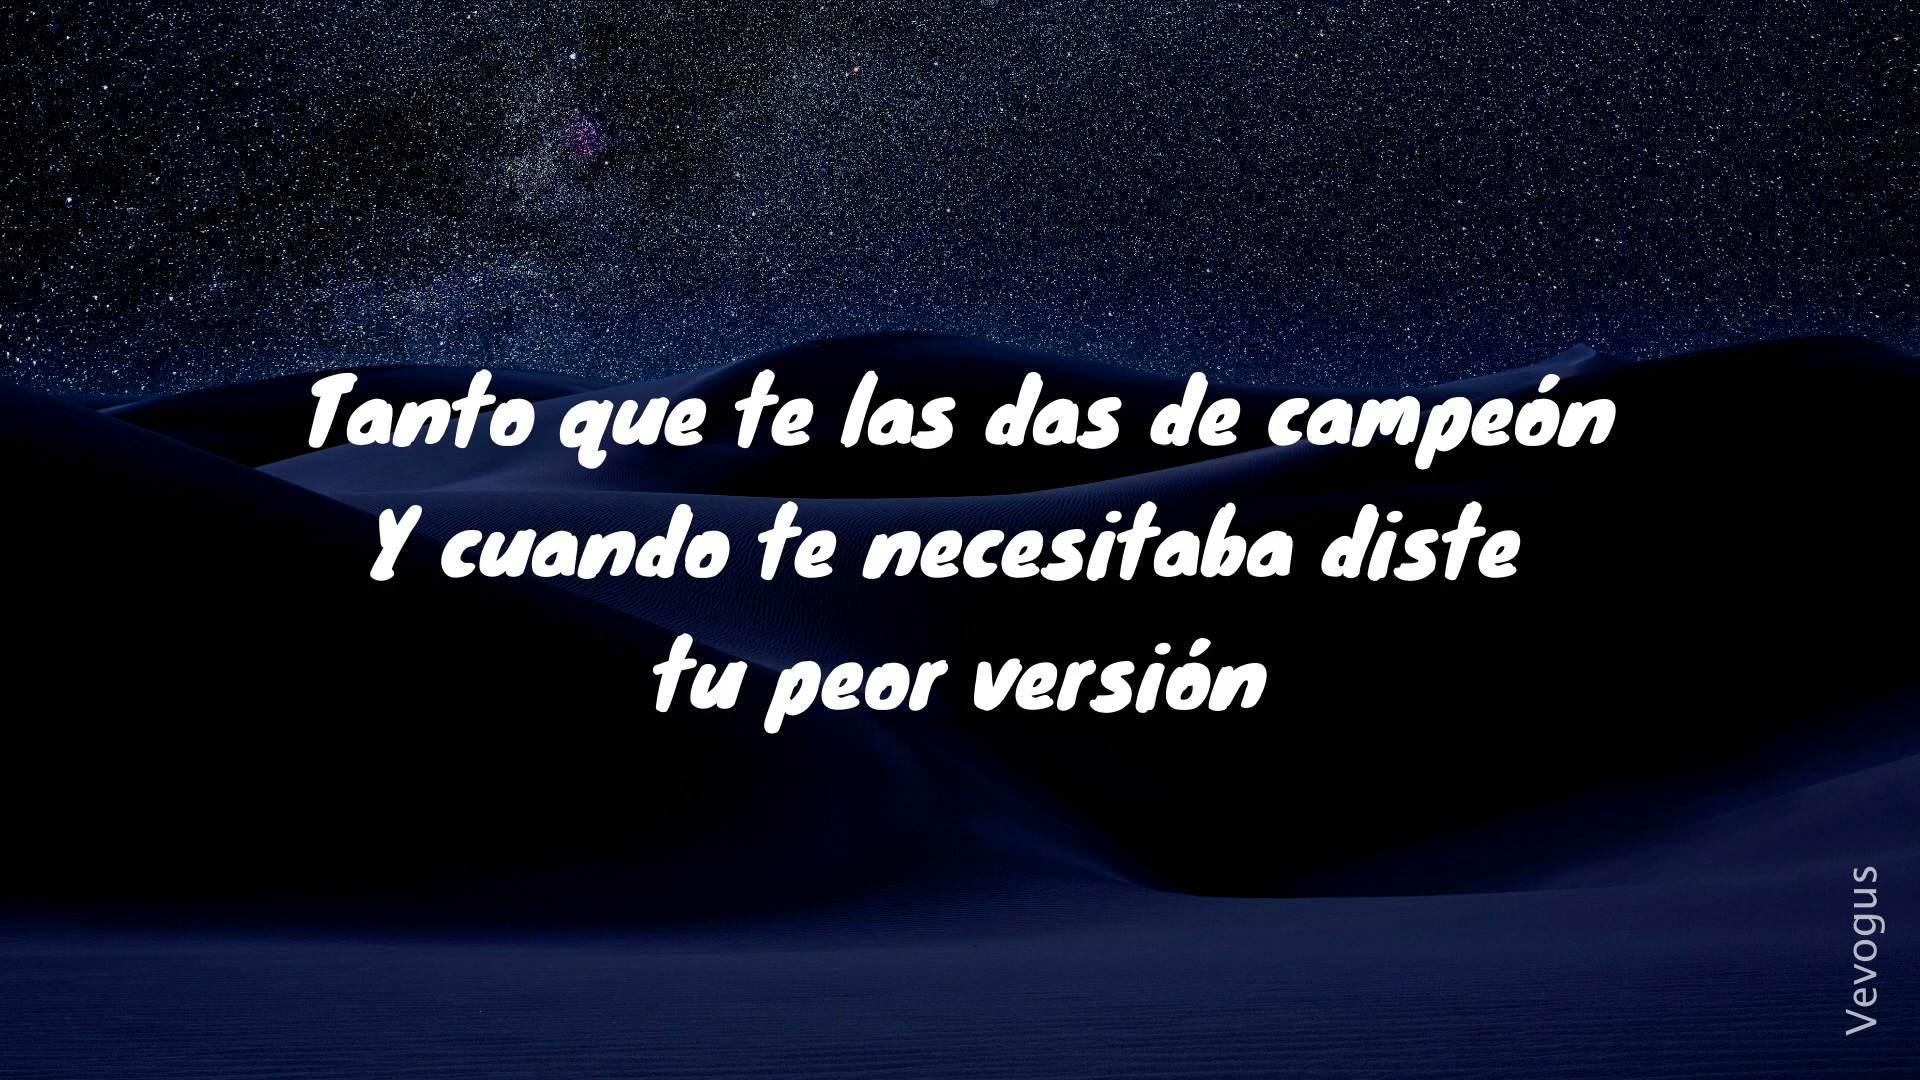 Tanto que te las das de campeón
Y cuando te necesitaba diste
tu peor versión
Vevogus